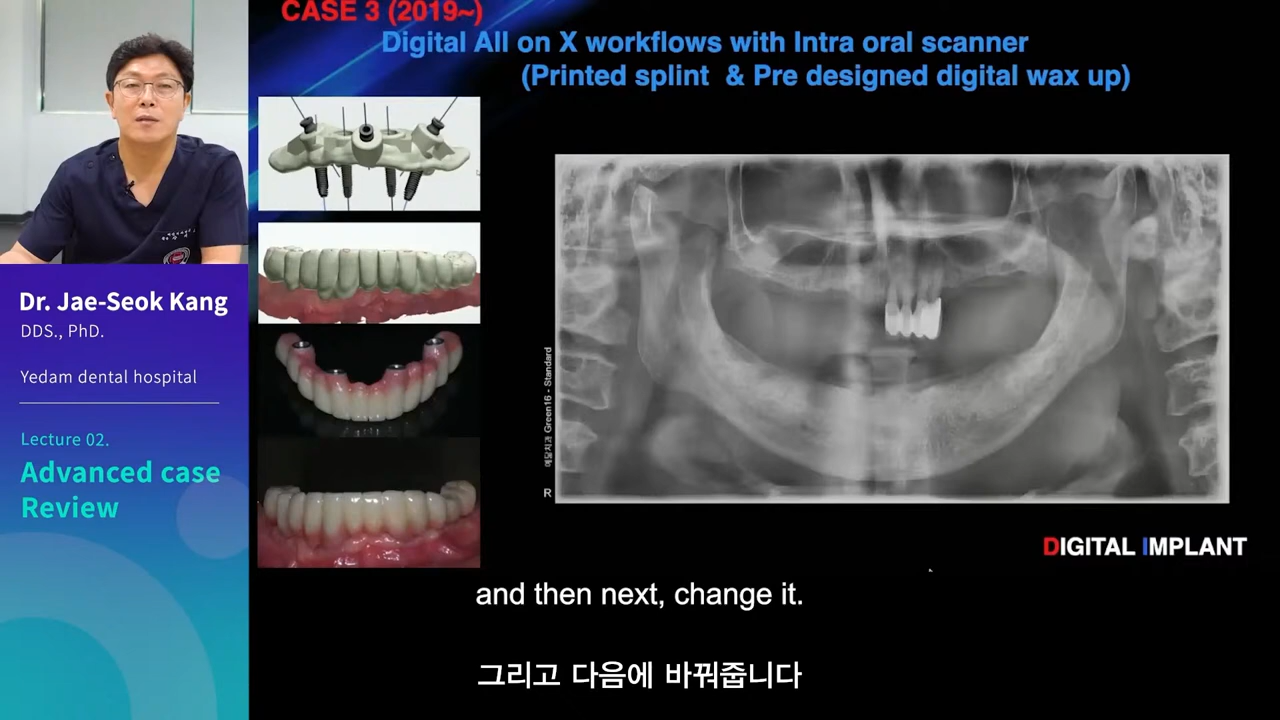 CASE 3 (2019~)
Digital All on X workflows with Intra oral scanner
(Printed splint & Pre designed digital wax up)
Dr. Jae-Seok Kang
DDS., PhD.
Yedam dental hospital
Lecture 02.
Advanced case
Review
Green16 - Standard
R
DIGITAL IMPLANT
and then next, change it.
그리고 다음에 바꿔줍니다